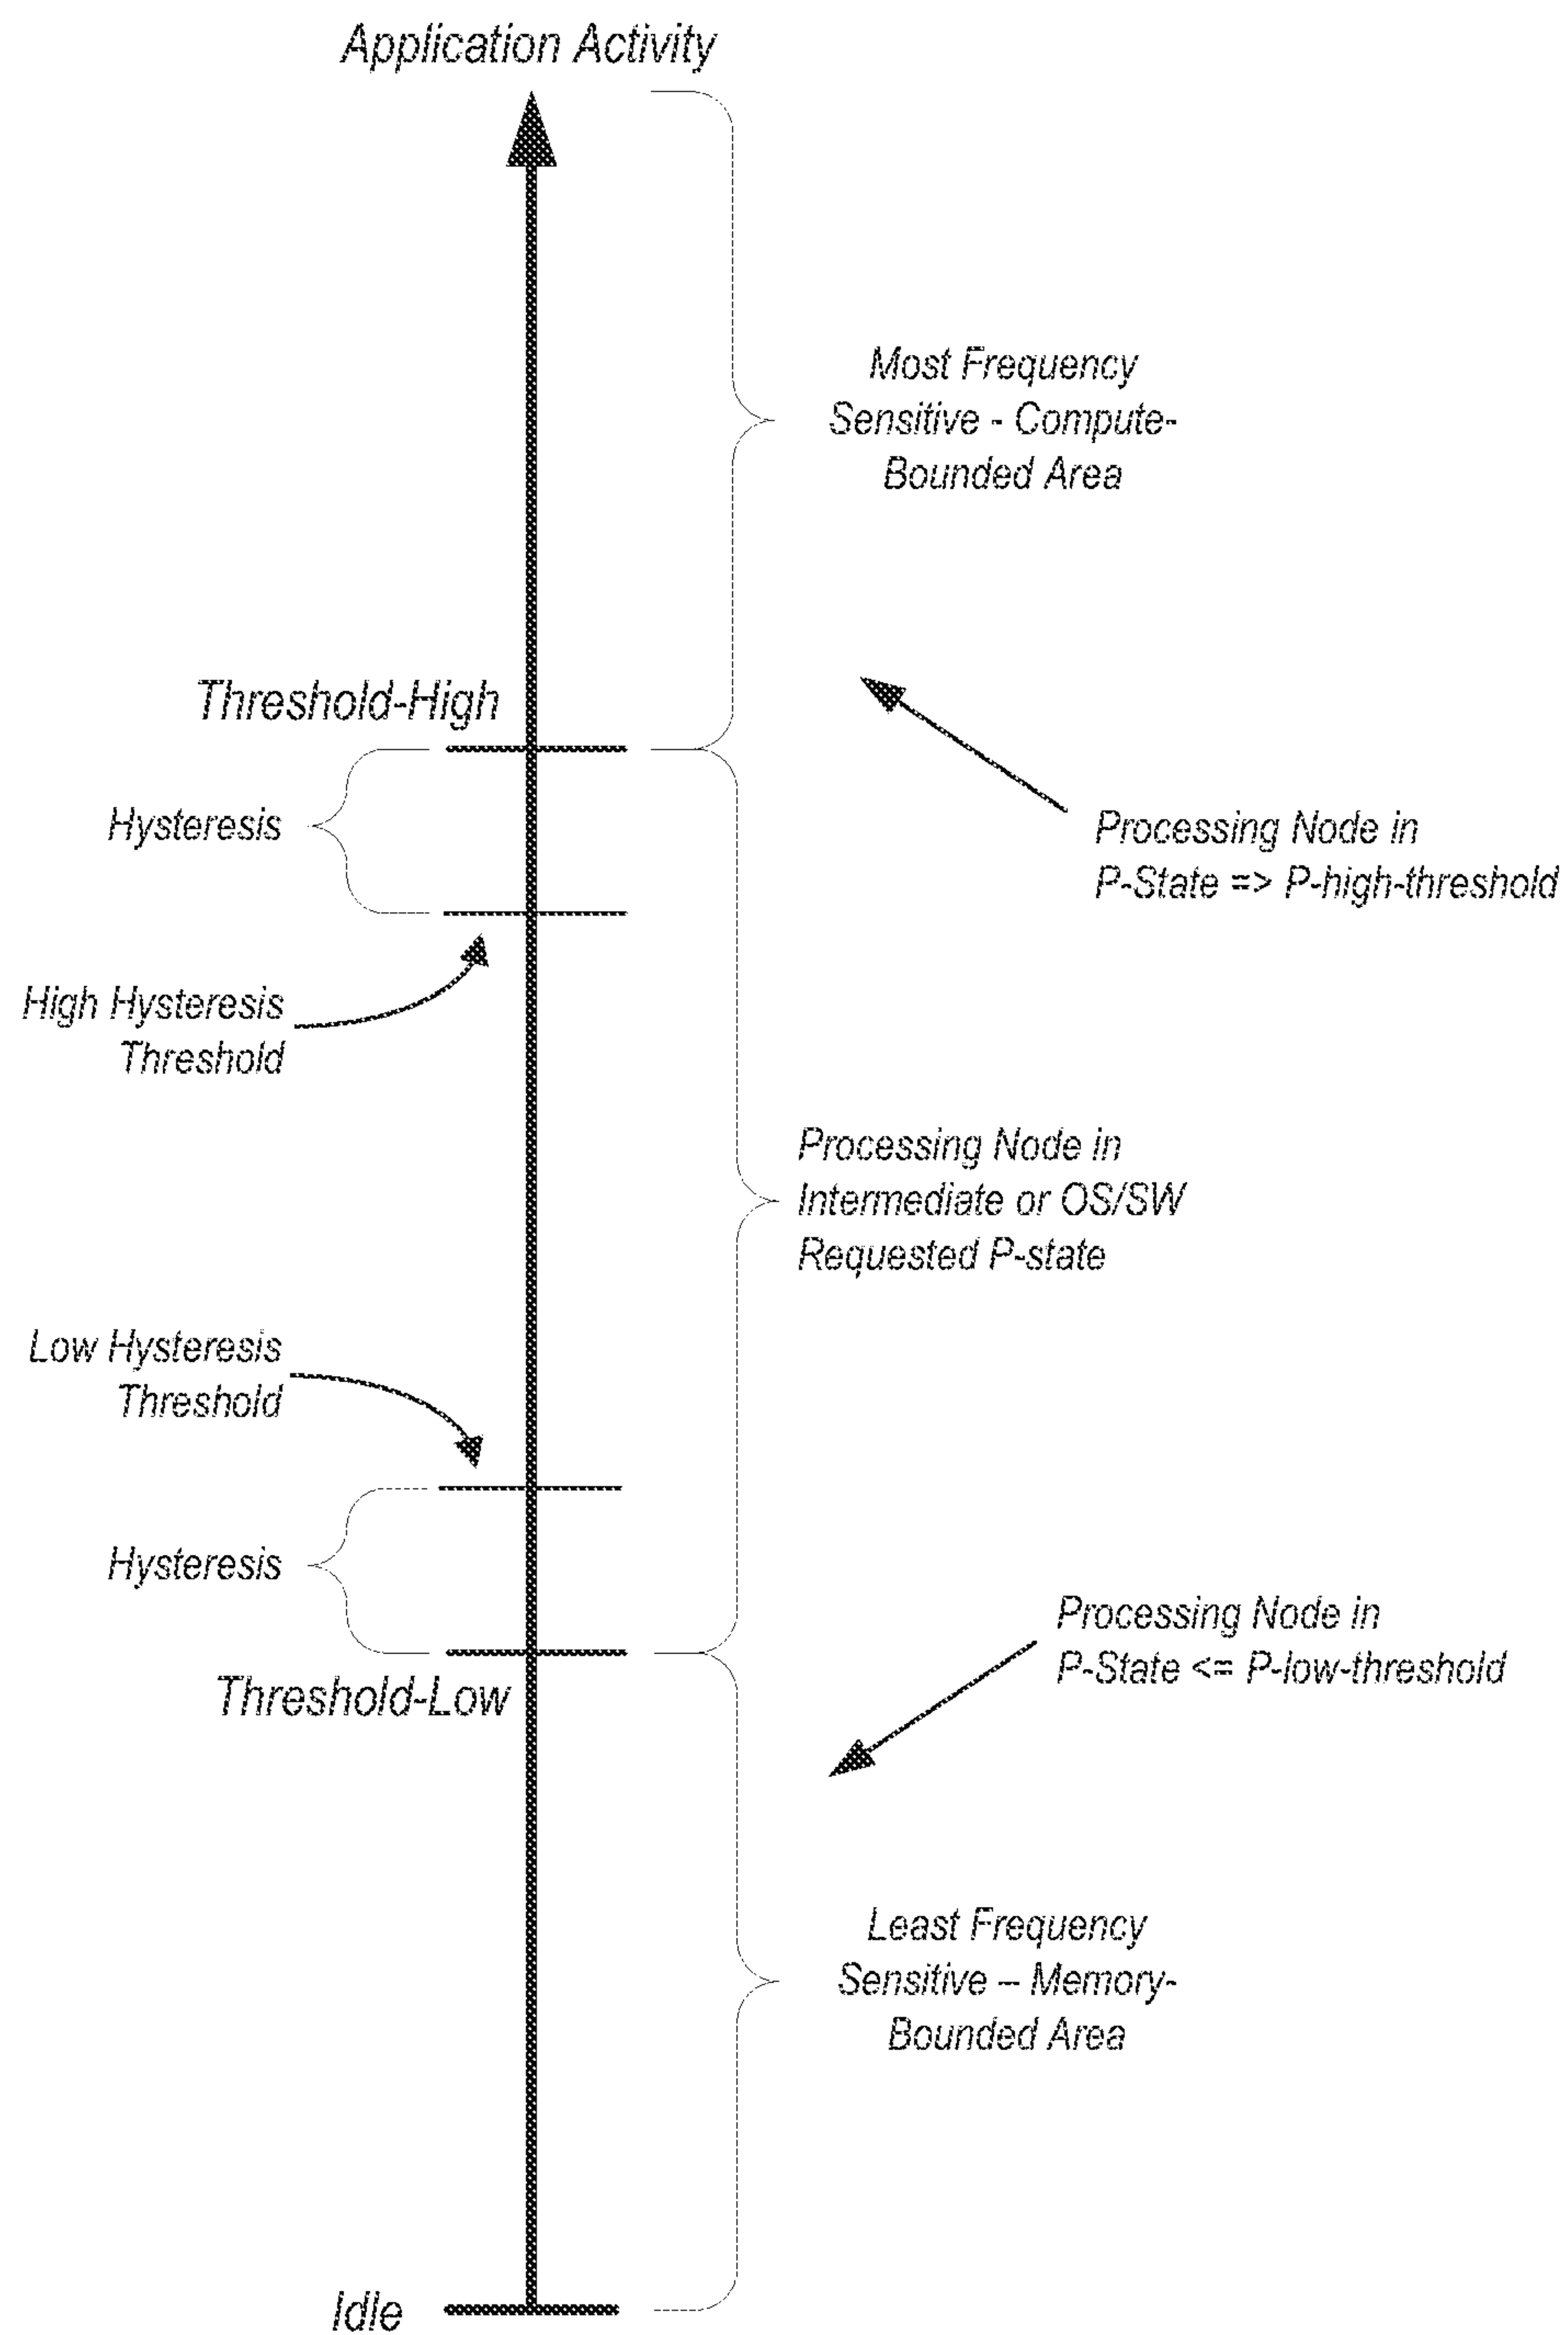 Application Activity
Most Frequency
Sensitive - Compute-
Bounded Area
Threshold-High
Hysteresis
Processing Node in
P-State => P-high-threshold
High Hysteresis
Threshold
Processing Node in
Intermediate or OS/SW
Requested P-state
Low Hysteresis
Threshold
Hysteresis
Processing Node in
P-State <= P-low-threshold
Threshold-Low
Least Frequency
Sensitive – Memory-
Bounded Area
Idle